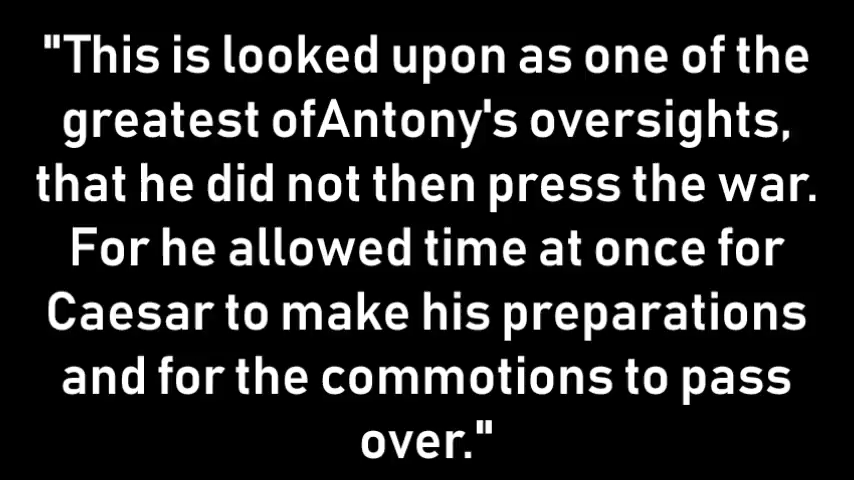 "This is looked upon as one of the
greatest ofAntony's oversights,
that he did not then press the war.
For he allowed time at once for
Caesar to make his preparations
and for the commotions to pass
over."